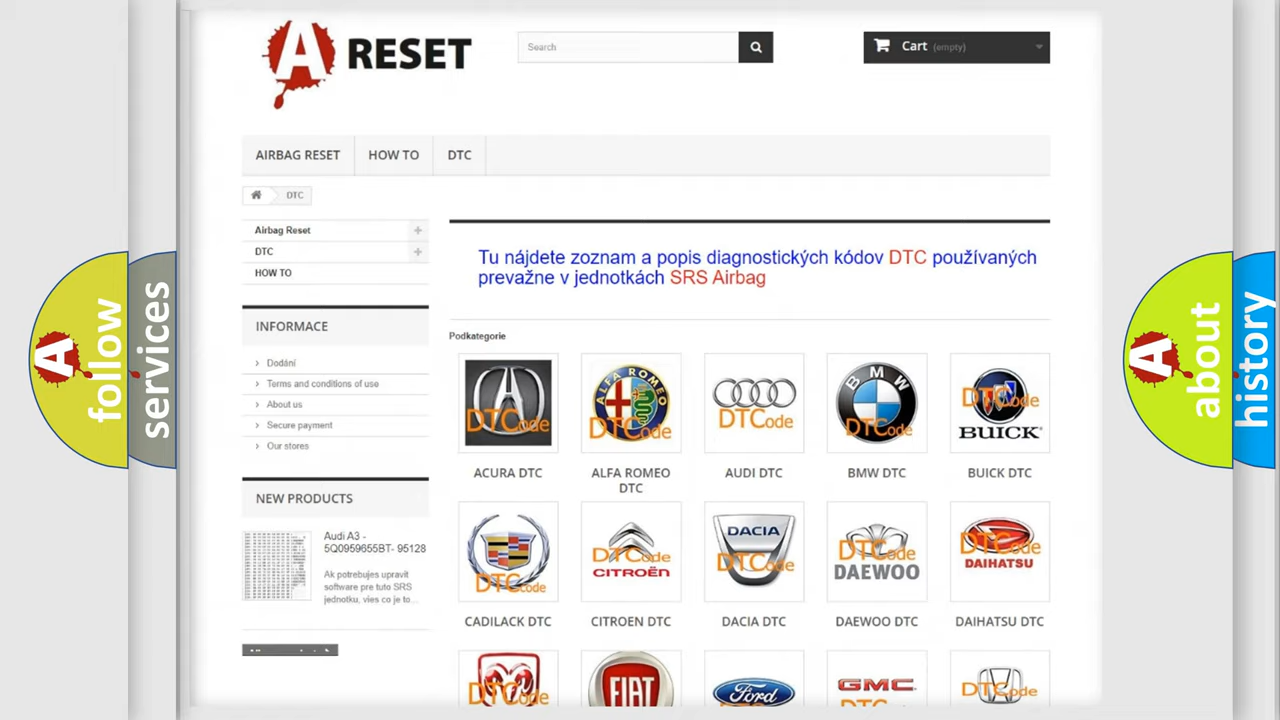 A RESET
Search
Cart (empty)
AIRBAG RESET
HOW TO
DTC
DTC
Airbag Reset
DTC
HOW TO
Tu nájdete zoznam a popis diagnostických kódov DTC používaných
prevažne v jednotkách SRS Airbag
INFORMACE
Dodání
Terms and conditions of use
About us
Secure payment
Our stores
Podkategorie
DTCode
ALFA ROMEO
DTCode
DTCode
BMW
DTCode
DTCode
BUICK
ACURA DTC
ALFA ROMEO
DTC
AUDI DTC
BMW DTC
BUICK DTC
NEW PRODUCTS
Audi A3 -
5Q0959655BT- 95128
Ak potrebujes upravit
software pre tuto SRS
jednotku, vies co je to...
DTCode
DTCode
CITROËN
DACIA
DTCode
DTCode
DAEWOO
DTCode
DAIHATSU
CADILACK DTC
CITROEN DTC
DACIA DTC
DAEWOO DTC
DAIHATSU DTC
DTCode
FIAT
Ford
GMC
DTCode
A follow
services
A about
history